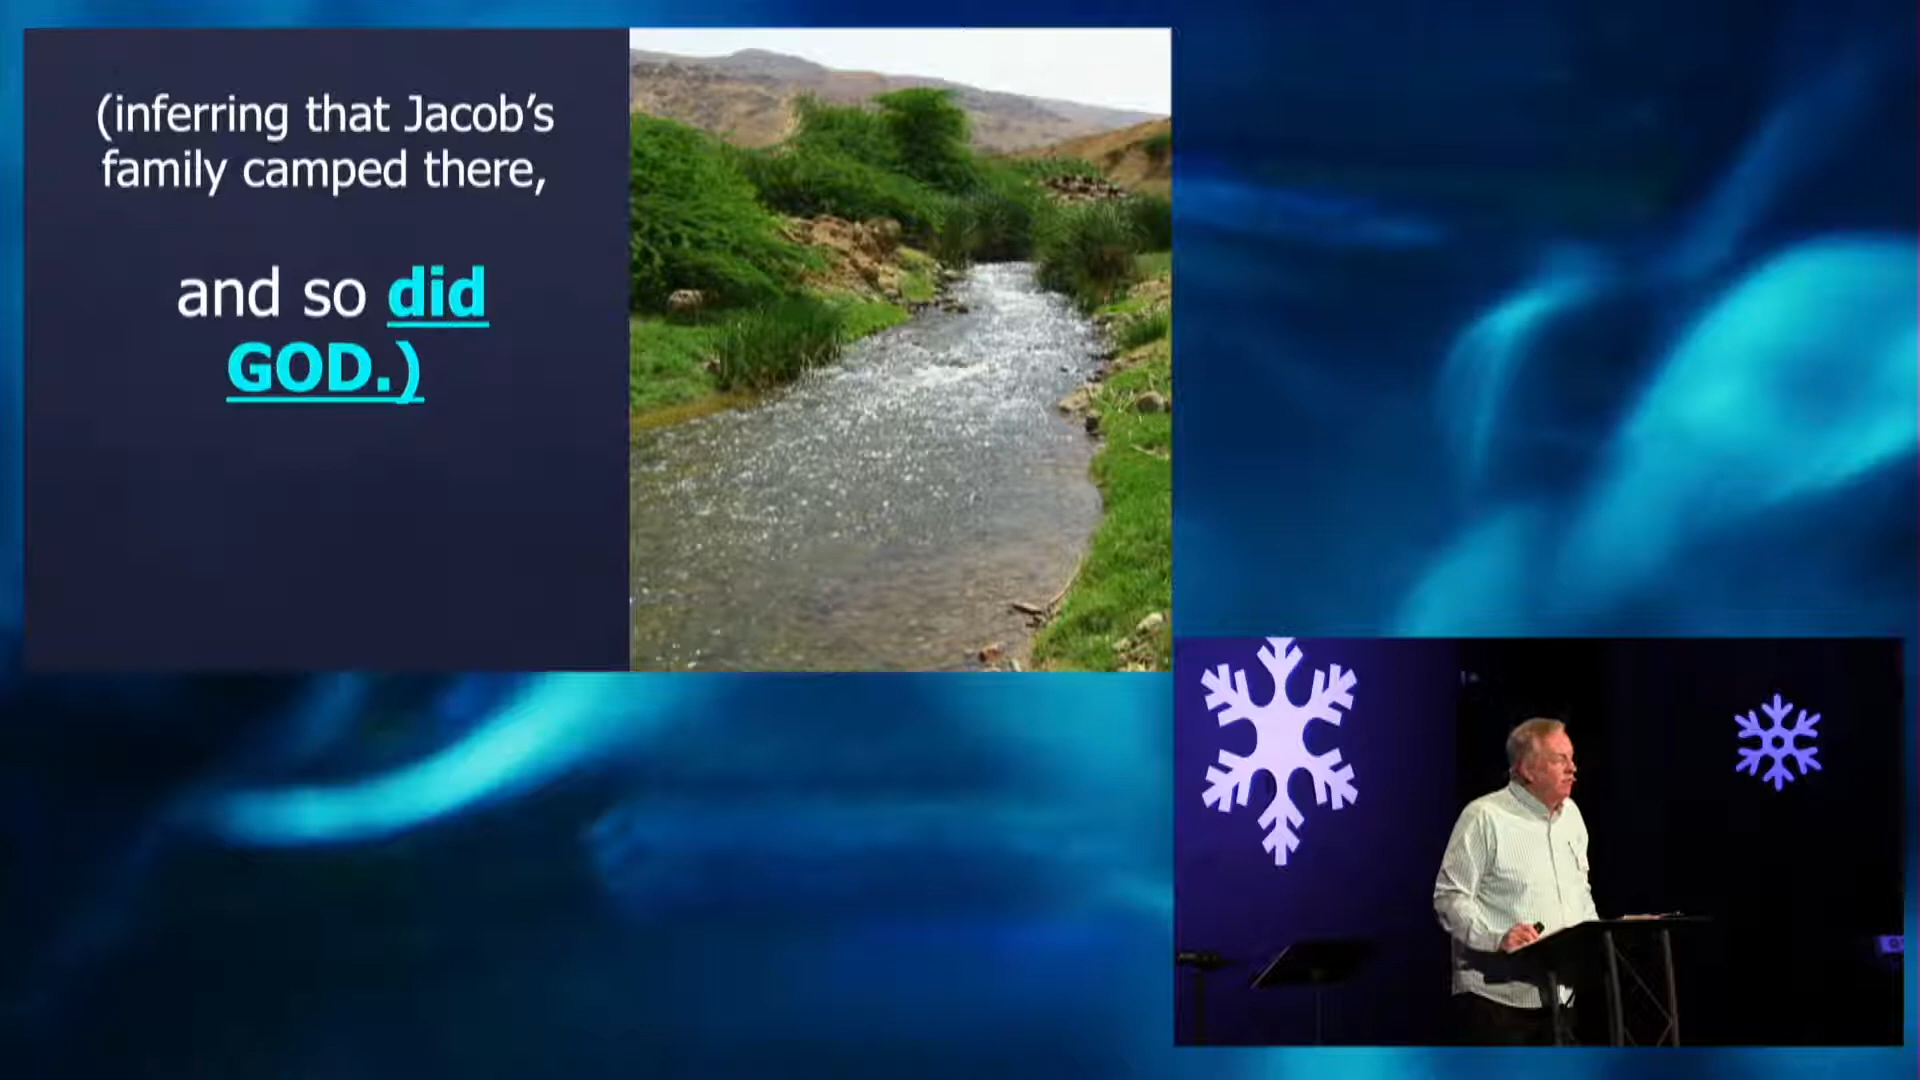 (inferring that Jacob’s
family camped there,
and so did
GOD.)